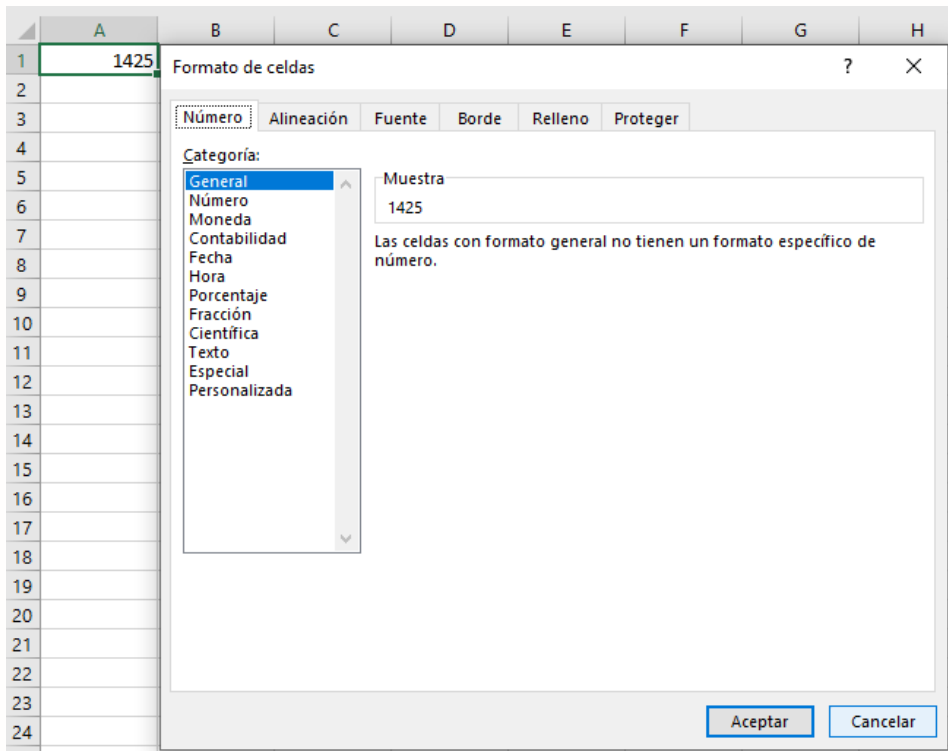 A B C D E F G H
1 1425
Formato de celdas ? X
2
3
Número Alineación Fuente Borde Relleno Proteger
4
Categoría:
5
General
Muestra
6
Número
1425
Moneda
7
Contabilidad
Las celdas con formato general no tienen un formato específico de
8
Fecha
número.
Hora
9
Porcentaje
10
Fracción
Científica
11
Texto
12
Especial
Personalizada
13
14
15
16
17
18
19
20
21
22
23
24
Aceptar Cancelar